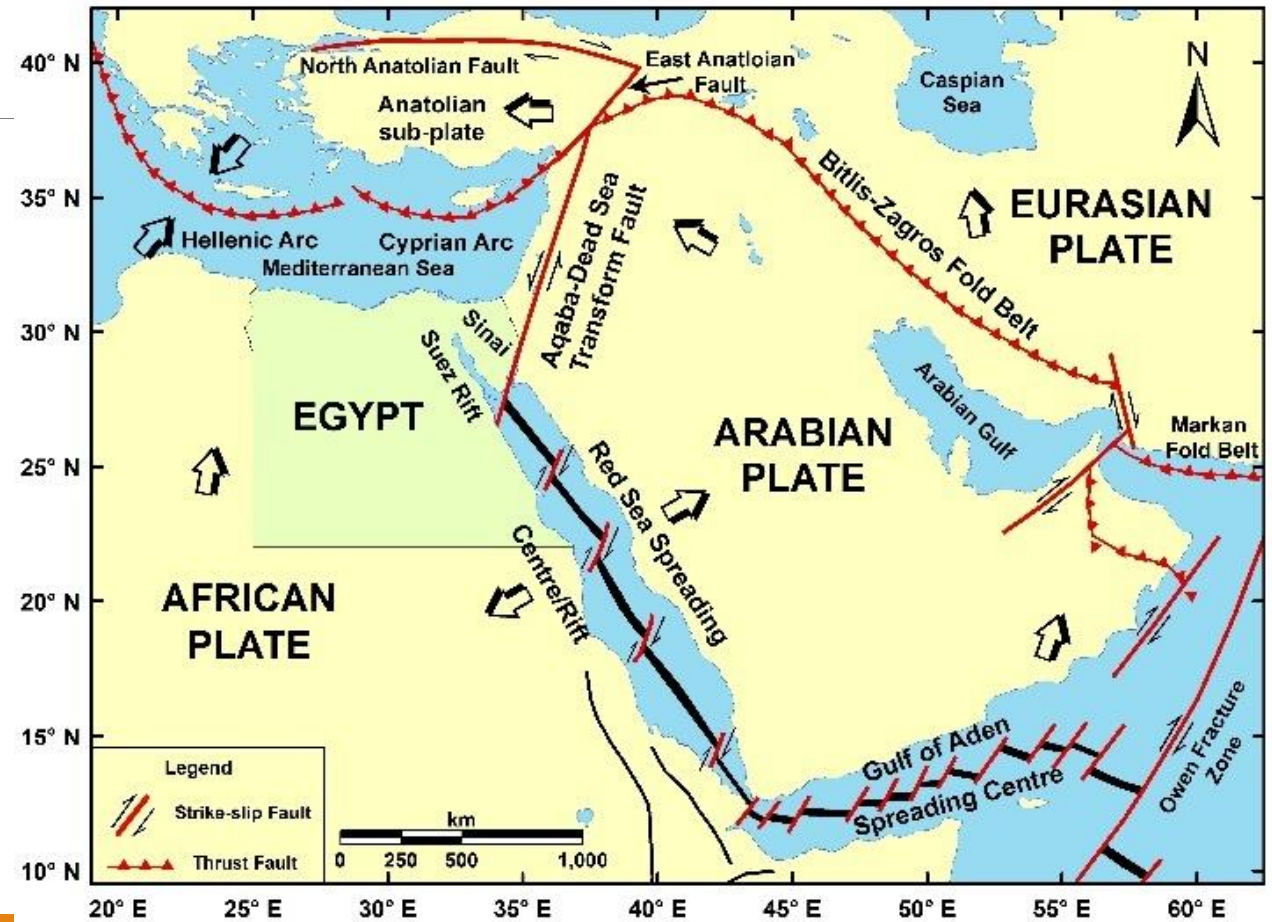 40° N
35° N
30° N
25° N
20° N
15° N
10° N
North Anatolian Fault
East Anatloian
Fault
Caspian
Sea
N
Anatolian
sub-plate
Bitlis-Zagros Fold Belt
EURASIAN
PLATE
Hellenic Arc
Cyprian Arc
Mediterranean Sea
Aqaba-Dead Sea
Transform Fault
Sinai
Suez Rift
EGYPT
Arabian Gulf
ARABIAN
PLATE
Markan
Fold Belt
Red Sea Spreading
Centre/Rift
AFRICAN
PLATE
Gulf of Aden
Spreading Centre
Owen Fracture
Zone
Legend
Strike-slip Fault
Thrust Fault
km
0 250 500 1,000
20° E 25° E 30° E 35° E 40° E 45° E 50° E 55° E 60° E